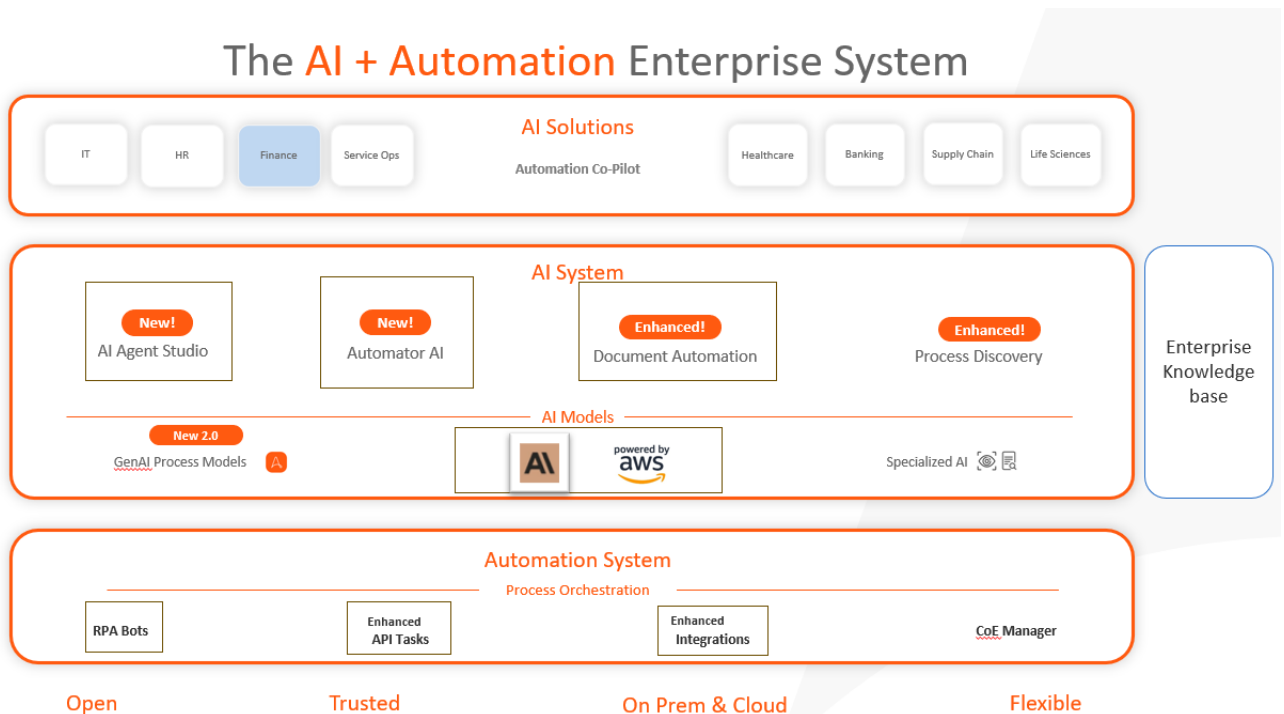 The AI + Automation Enterprise System
AI Solutions
IT
HR
Finance
Service Ops
Automation Co-Pilot
Healthcare
Banking
Supply Chain
Life Sciences
AI System
New!
AI Agent Studio
New!
Automator AI
Enhanced!
Document Automation
Enhanced!
Process Discovery
Enterprise
Knowledge
base
AI Models
New 2.0
GenAI Process Models
A
A\
powered by
aws
Specialized AI
Automation System
Process Orchestration
RPA Bots
Enhanced
API Tasks
Enhanced
Integrations
CoE Manager
Open
Trusted
On Prem & Cloud
Flexible